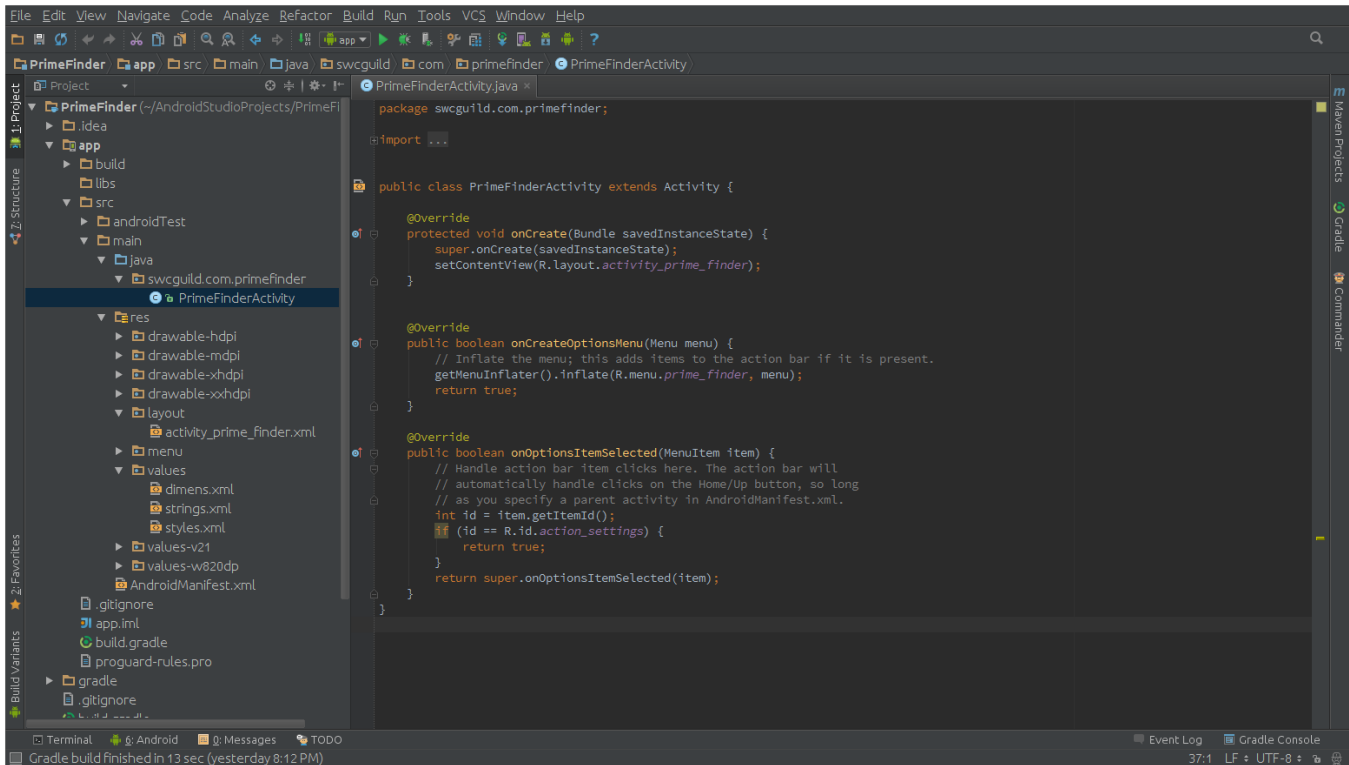 File Edit View Navigate Code Analyze Refactor Build Run Tools VCS Window Help
app
PrimeFinder app src main java swcguild com primefinder PrimeFinderActivity
Project
PrimeFinderActivity.java
1: Project
Z: Structure
2: Favorites
Build Variants
PrimeFinder (~/AndroidStudioProjects/PrimeFi
.idea
app
build
libs
src
androidTest
main
java
swcguild.com.primefinder
PrimeFinderActivity
res
drawable-hdpi
drawable-mdpi
drawable-xhdpi
drawable-xxhdpi
layout
activity_prime_finder.xml
menu
values
dimens.xml
strings.xml
styles.xml
values-v21
values-w820dp
AndroidManifest.xml
.gitignore
app.iml
build.gradle
proguard-rules.pro
gradle
.gitignore
build.gradle
package swcguild.com.primefinder;
import ...
public class PrimeFinderActivity extends Activity {
@Override
protected void onCreate(Bundle savedInstanceState) {
super.onCreate(savedInstanceState);
setContentView(R.layout.activity_prime_finder);
}
@Override
public boolean onCreateOptionsMenu(Menu menu) {
// Inflate the menu; this adds items to the action bar if it is present.
getMenuInflater().inflate(R.menu.prime_finder, menu);
return true;
}
@Override
public boolean onOptionsItemSelected(MenuItem item) {
// Handle action bar item clicks here. The action bar will
// automatically handle clicks on the Home/Up button, so long
// as you specify a parent activity in AndroidManifest.xml.
int id = item.getItemId();
if (id == R.id.action_settings) {
return true;
}
return super.onOptionsItemSelected(item);
}
}
Maven Projects
Gradle
Commander
Terminal 6: Android 0: Messages TODO Event Log Gradle Console
Gradle build finished in 13 sec (yesterday 8:12 PM) 37:1 LF UTF-8